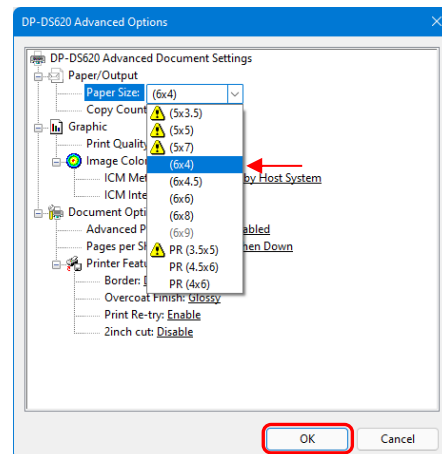 DP-DS620 Advanced Options
DP-DS620 Advanced Document Settings
Paper/Output
Paper Size: (6x4)
Copy Count
(5x3.5)
(5x5)
Graphic
(5x7)
Print Quality
(6x4)
Image Color
(6x4.5)
ICM Met by Host System
(6x6)
ICM Inte
(6x8)
Document Opti
(6x9)
Advanced P abled
PR (3.5x5)
Pages per Sh hen Down
PR (4.5x6)
Printer Featu
PR (4x6)
Border:
Overcoat Finish: Glossy
Print Re-try: Enable
2inch cut: Disable
OK Cancel